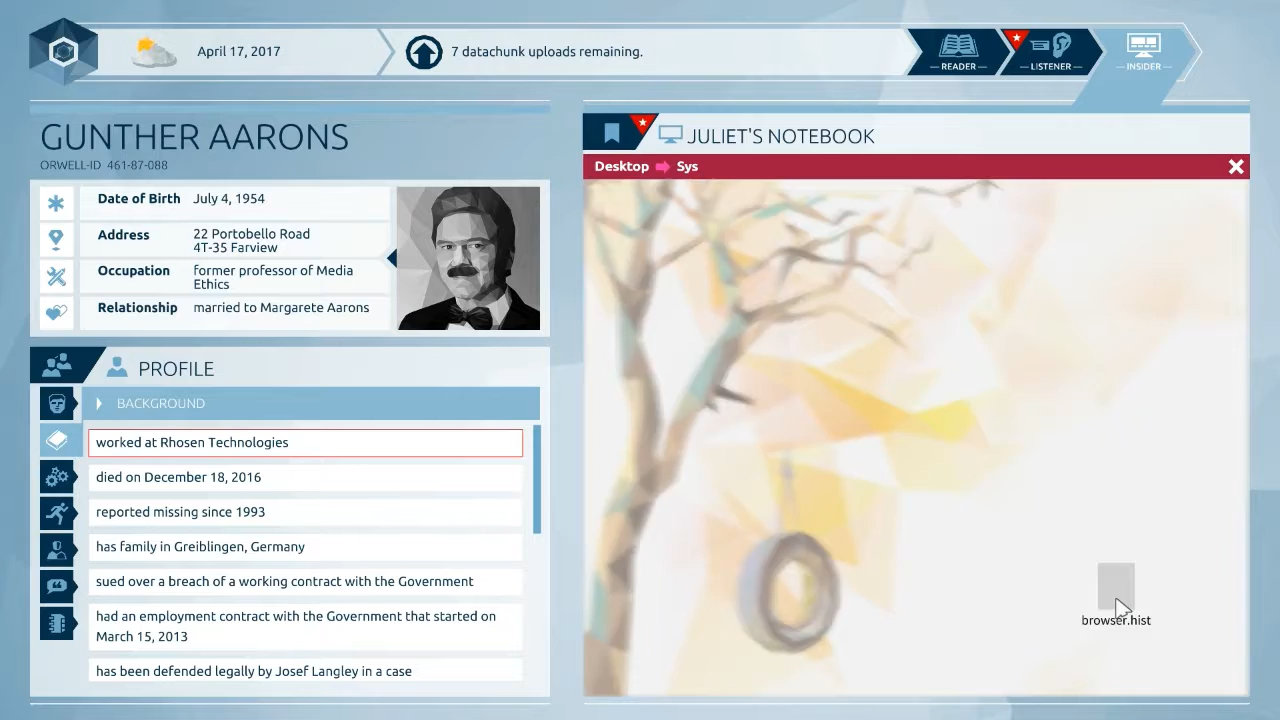 April 17, 2017
7 datachunk uploads remaining.
— READER —
— LISTENER —
— INSIDER —
GUNTHER AARONS
ORWELL-ID 461-87-088
Date of Birth July 4, 1954
Address 22 Portobello Road
4T-35 Farview
Occupation former professor of Media
Ethics
Relationship married to Margarete Aarons
PROFILE
BACKGROUND
worked at Rhosen Technologies
died on December 18, 2016
reported missing since 1993
has family in Greiblingen, Germany
sued over a breach of a working contract with the Government
had an employment contract with the Government that started on
March 15, 2013
has been defended legally by Josef Langley in a case
JULIET'S NOTEBOOK
Desktop Sys
browser.hist